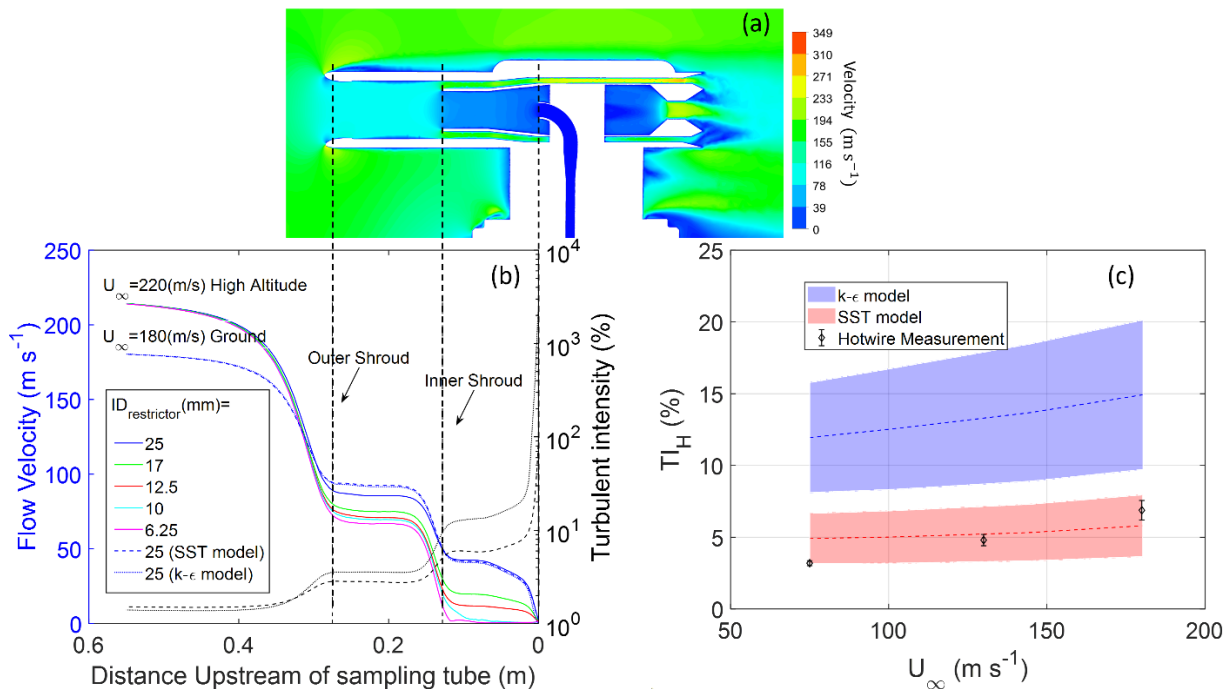 (a)
349
310
271
233
194
155
116
78
39
0
Velocity (m s⁻¹)
(b)
250
200
150
100
50
0
Flow Velocity (m s⁻¹)
U∞=220(m/s) High Altitude
U∞=180(m/s) Ground
Outer Shroud
Inner Shroud
ID_restrictor(mm)=
25
17
12.5
10
6.25
25 (SST model)
25 (k-ϵ model)
10⁴
10³
10²
10¹
10⁰
Turbulent intensity (%)
0.6
0.4
0.2
0
Distance Upstream of sampling tube (m)
(c)
k-ϵ model
SST model
Hotwire Measurement
25
20
15
10
5
0
TI_H (%)
50
100
150
200
U∞ (m s⁻¹)